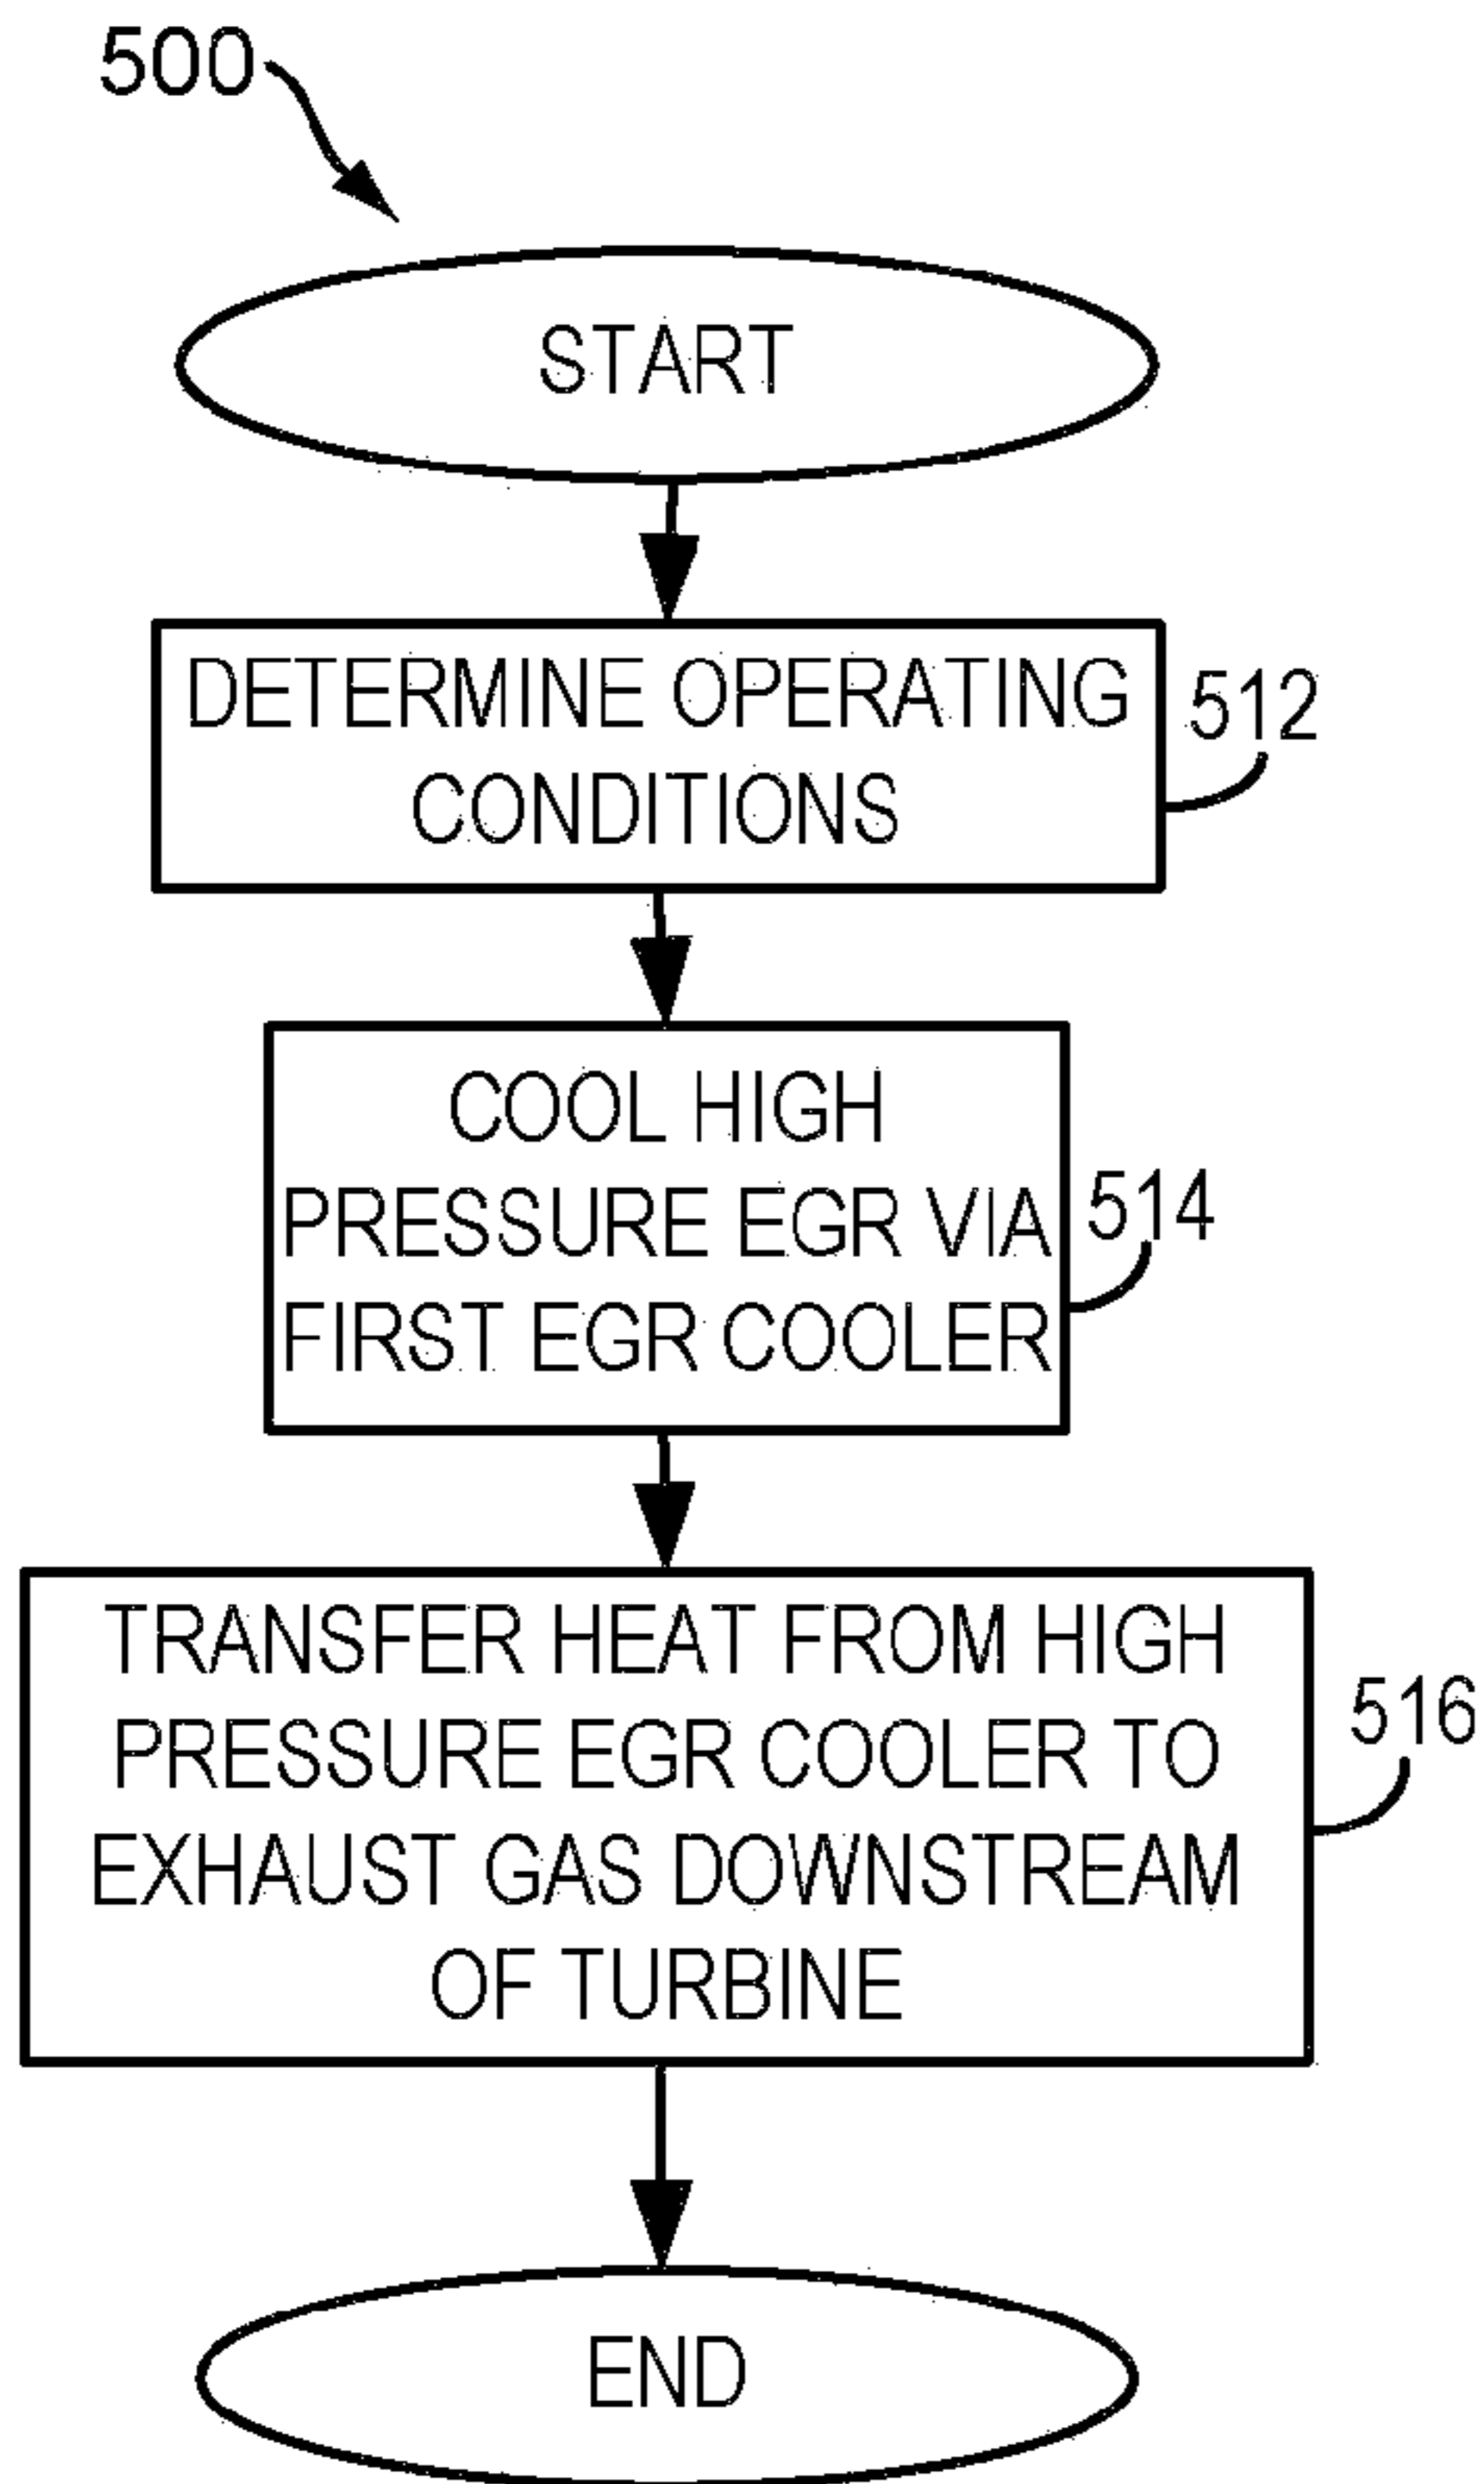 500
START
DETERMINE OPERATING
CONDITIONS
512
COOL HIGH
PRESSURE EGR VIA
FIRST EGR COOLER
514
TRANSFER HEAT FROM HIGH
PRESSURE EGR COOLER TO
EXHAUST GAS DOWNSTREAM
OF TURBINE
516
END